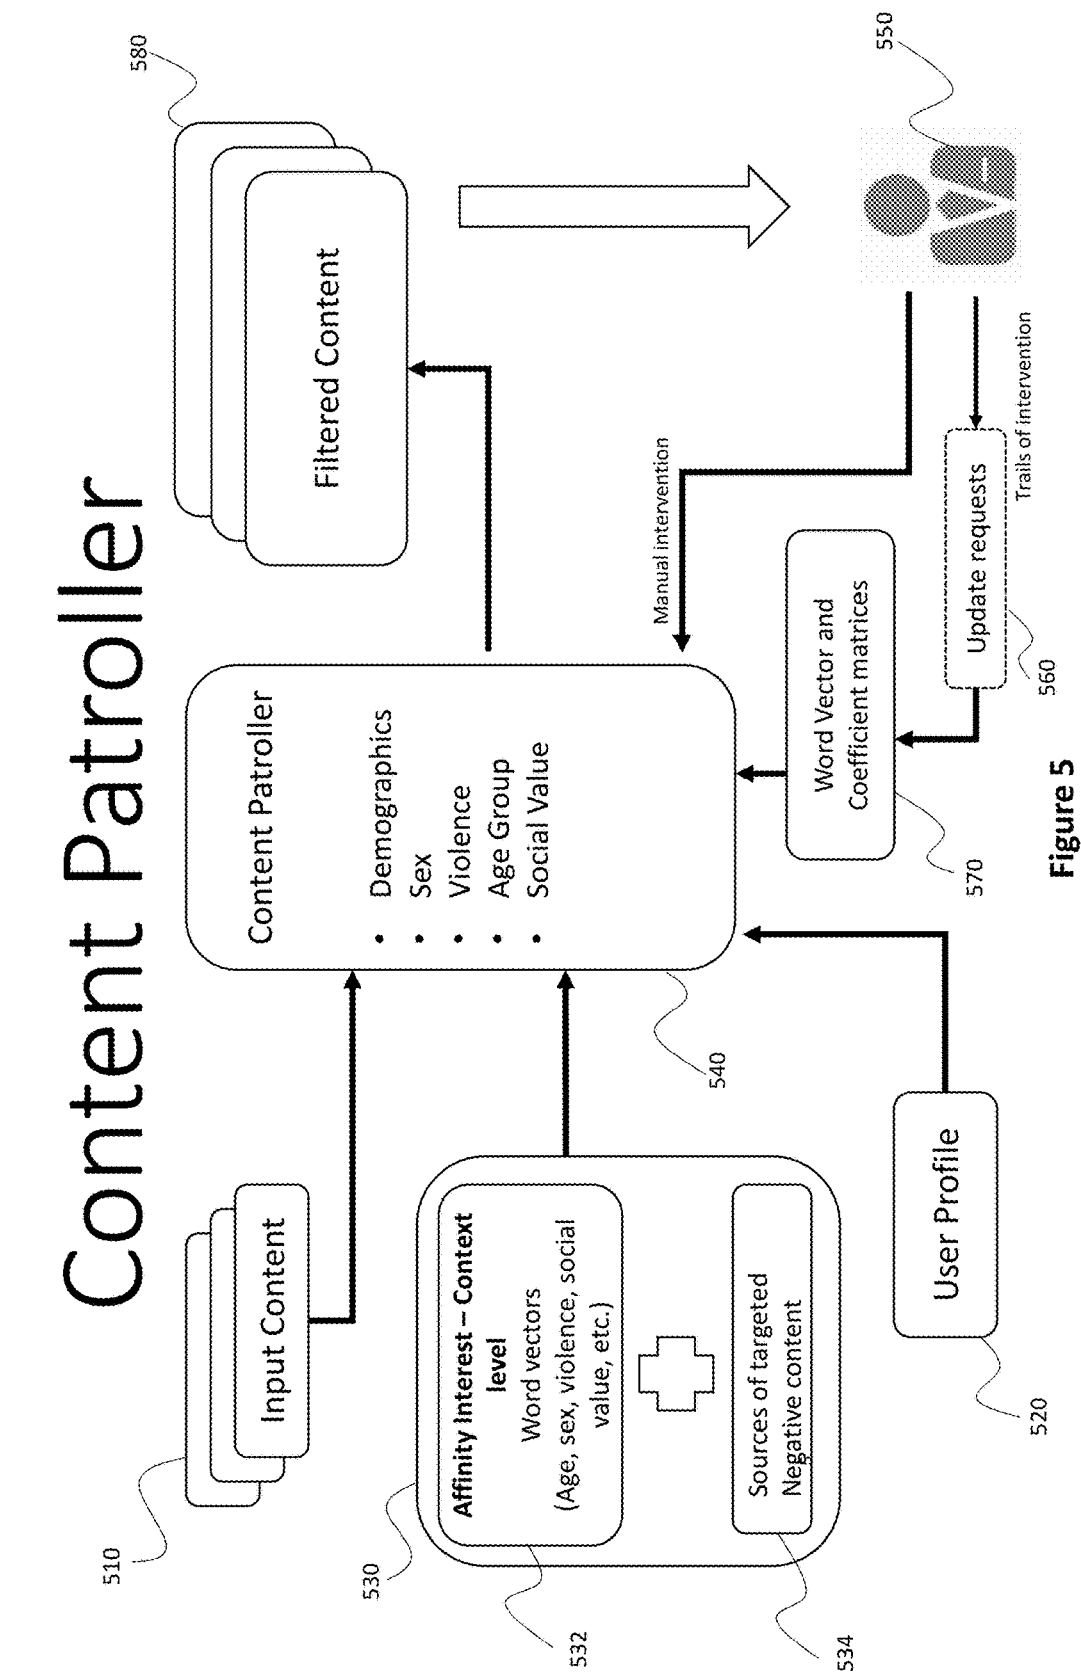 Content Patroller
510
Input Content
530
Affinity Interest – Context
level
Word vectors
(Age, sex, violence, social
value, etc.)
532
Sources of targeted
Negative content
534
User Profile
520
Content Patroller
• Demographics
• Sex
• Violence
• Age Group
• Social Value
540
Word Vector and
Coefficient matrices
570
Filtered Content
580
Manual intervention
Update requests
560
Trails of intervention
550
Figure 5